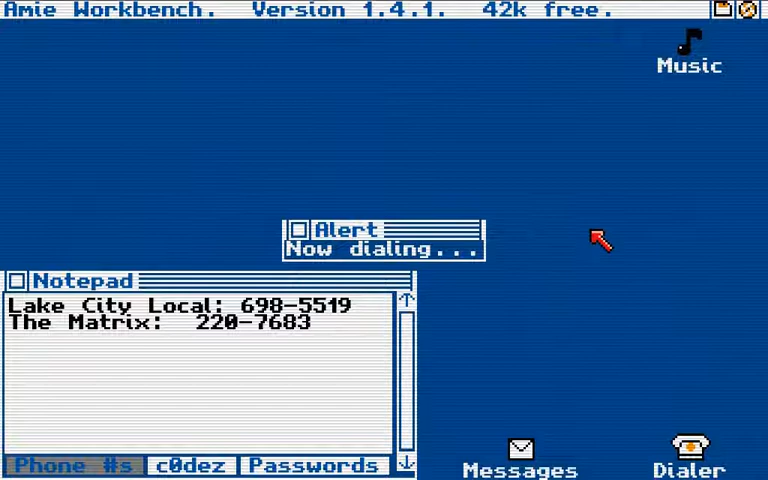 Amie Workbench. Version 1.4.1. 42k free.
Music
Alert
Now dialing...
Notepad
Lake City Local: 698-5519
The Matrix: 220-7683
Phone #s c0dez Passwords
Messages
Dialer